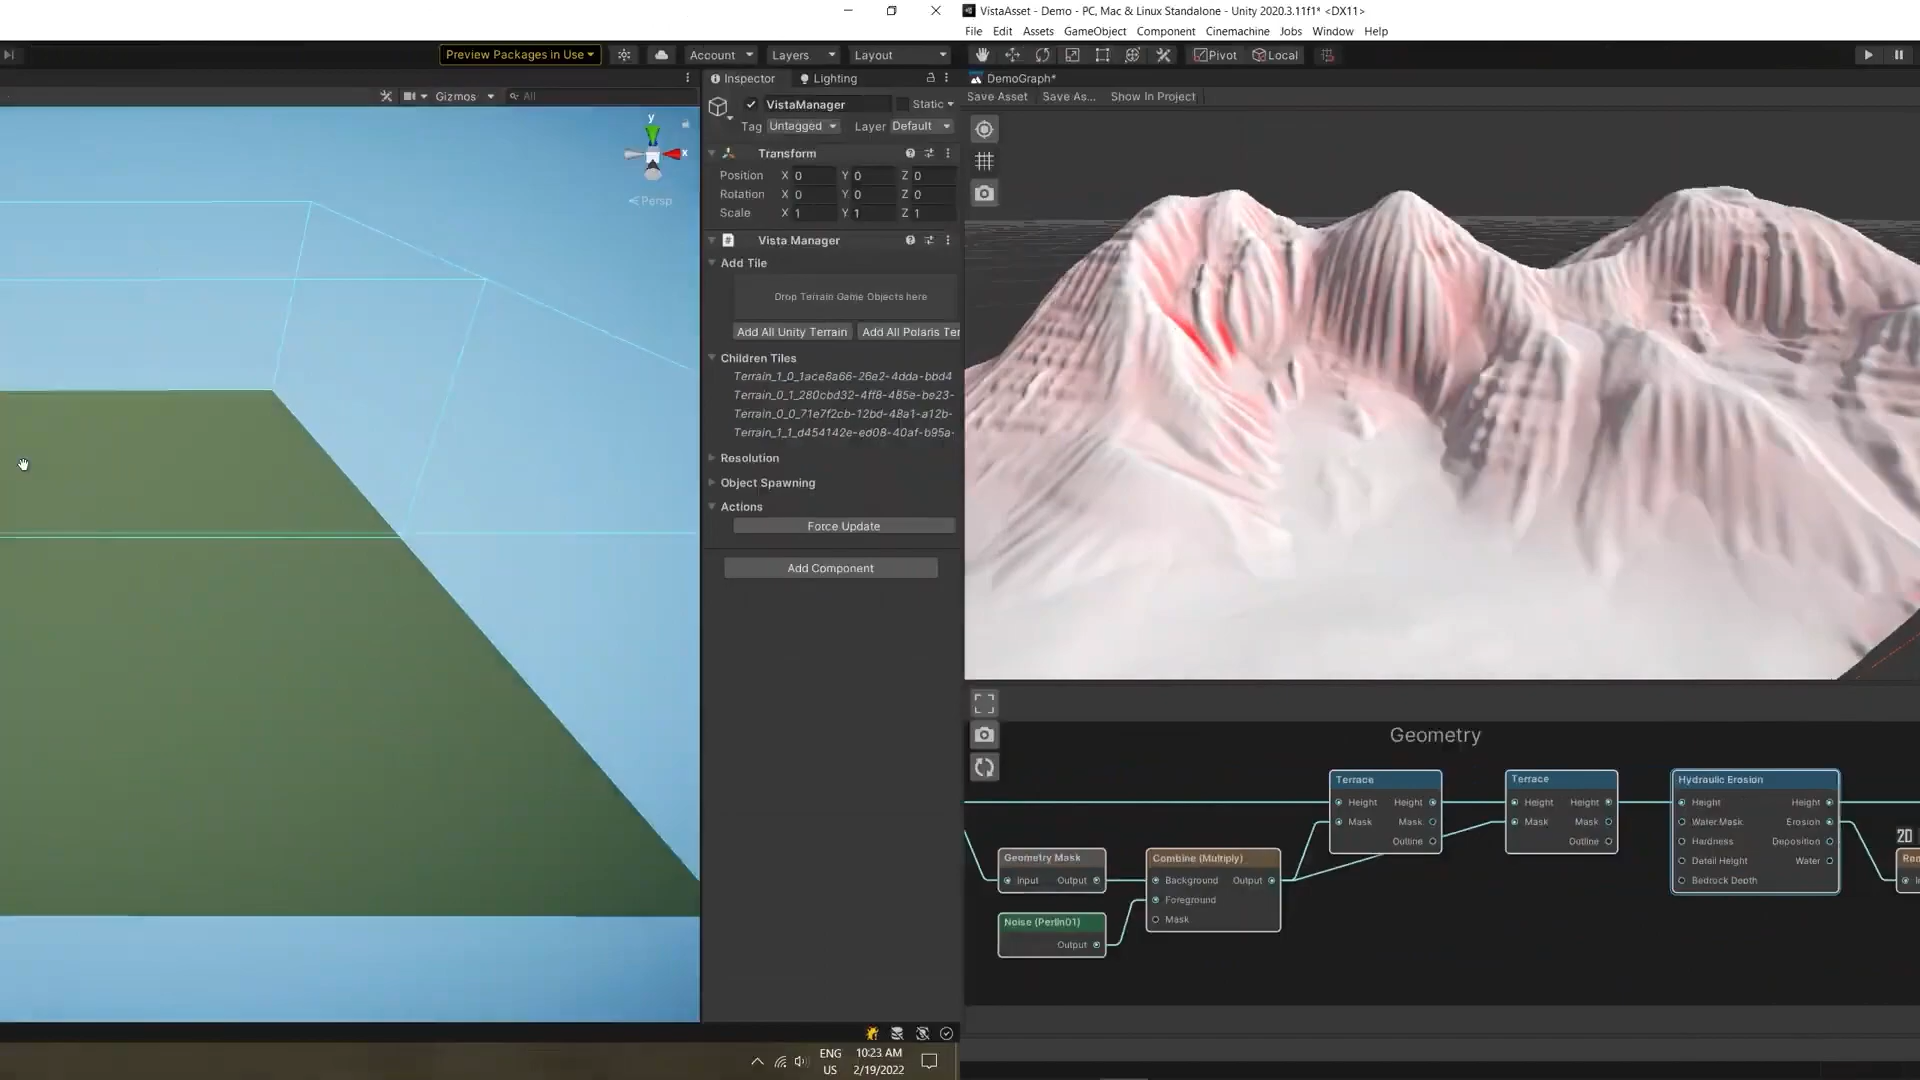 Preview Packages in Use
Account
Layers
Layout
Gizmos
All
y
x
Persp
Inspector
Lighting
VistaManager
Static
Tag Untagged
Layer Default
Transform
Position X 0 Y 0 Z 0
Rotation X 0 Y 0 Z 0
Scale X 1 Y 1 Z 1
Vista Manager
Add Tile
Drop Terrain Game Objects here
Add All Unity Terrain
Add All Polaris Ter
Children Tiles
Terrain_1_0_1ace8a66-26e2-4dda-bbd4
Terrain_0_1_280cbd32-4ff8-485e-be23-
Terrain_0_0_71e7f2cb-12bd-48a1-a12b-
Terrain_1_1_d454142e-ed08-40af-b95a-
Resolution
Object Spawning
Actions
Force Update
Add Component
ENG
US
10:23 AM
2/19/2022
VistaAsset - Demo - PC, Mac & Linux Standalone - Unity 2020.3.11f1* <DX11>
File Edit Assets GameObject Component Cinemachine Jobs Window Help
Pivot
Local
DemoGraph*
Save Asset
Save As...
Show In Project
Geometry
Geometry Mask
Input Output
Noise (Perlin01)
Output
Combine (Multiply)
Background Output
Foreground
Mask
Terrace
Height Height
Mask Mask
Outline
Terrace
Height Height
Mask Mask
Outline
Hydraulic Erosion
Height Height
Water Mask Erosion
Hardness Deposition
Detail Height Water
Bedrock Depth
2D